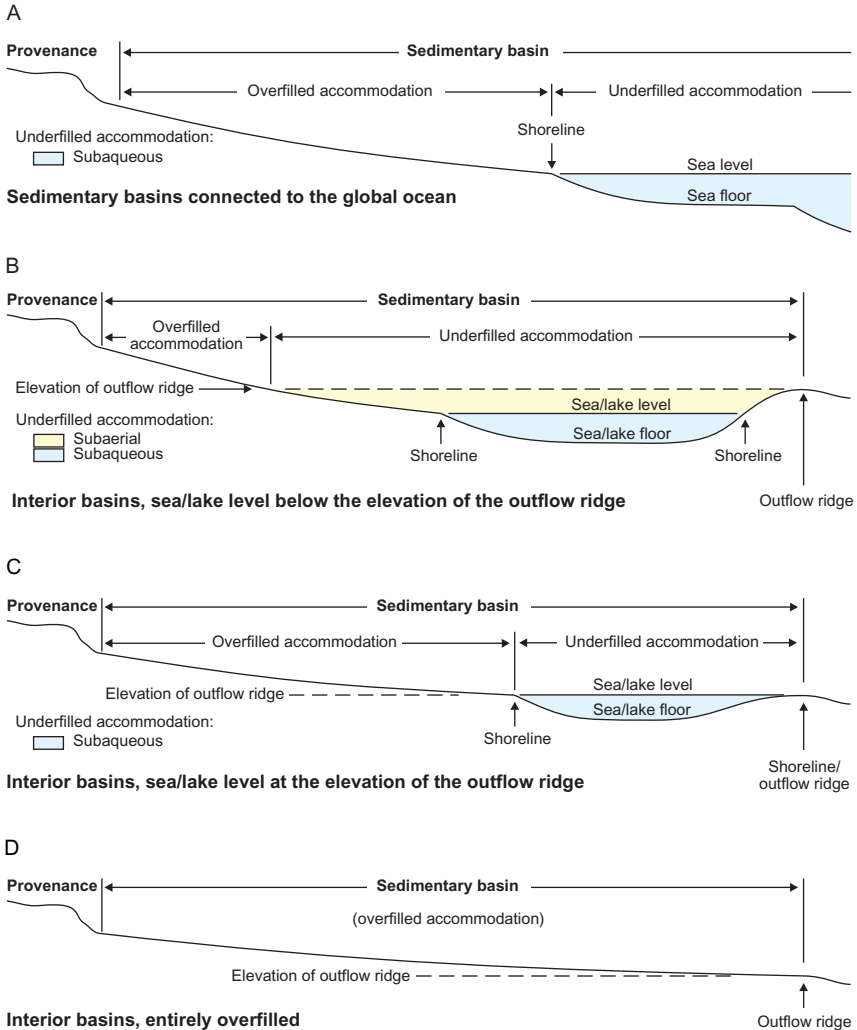 A
Provenance
Sedimentary basin
Overfilled accommodation
Underfilled accommodation
Shoreline
Underfilled accommodation:
Subaqueous
Sea level
Sea floor
Sedimentary basins connected to the global ocean
B
Provenance
Sedimentary basin
Overfilled
accommodation
Underfilled accommodation
Elevation of outflow ridge
Sea/lake level
Underfilled accommodation:
Subaerial
Subaqueous
Sea/lake floor
Shoreline
Shoreline
Outflow ridge
Interior basins, sea/lake level below the elevation of the outflow ridge
C
Provenance
Sedimentary basin
Overfilled accommodation
Underfilled accommodation
Sea/lake level
Elevation of outflow ridge
Sea/lake floor
Underfilled accommodation:
Subaqueous
Shoreline
Shoreline/
outflow ridge
Interior basins, sea/lake level at the elevation of the outflow ridge
D
Provenance
Sedimentary basin
(overfilled accommodation)
Elevation of outflow ridge
Outflow ridge
Interior basins, entirely overfilled